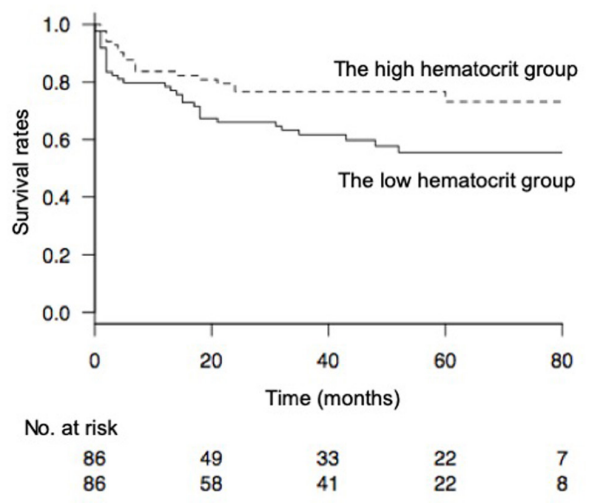 1.0
0.8
0.6
0.4
0.2
0.0
Survival rates
The high hematocrit group
The low hematocrit group
0 20 40 60 80
Time (months)
No. at risk
86 49 33 22 7
86 58 41 22 8